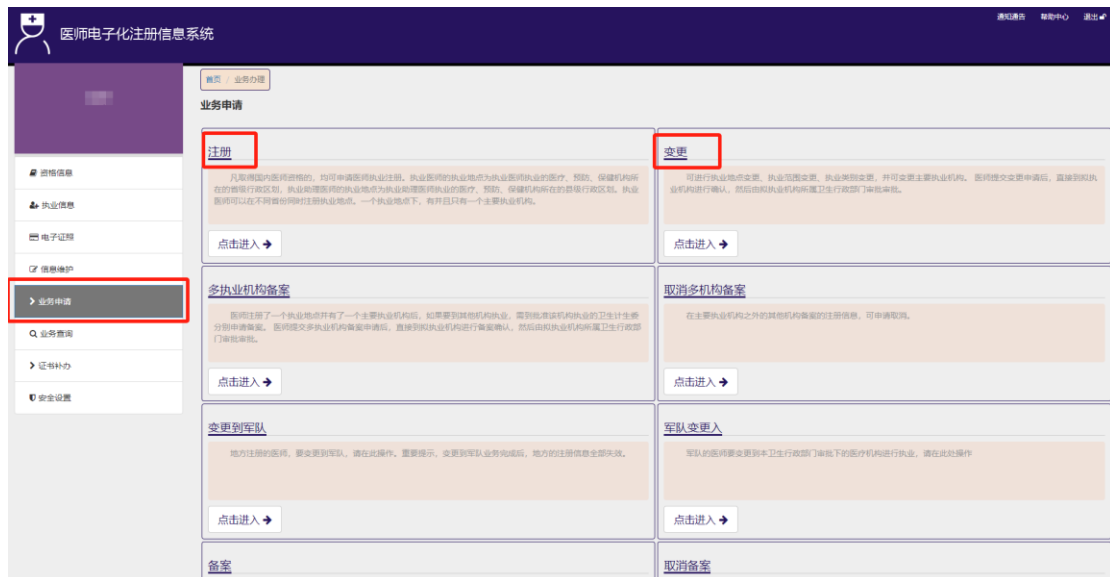 通知通告 帮助中心 退出
医师电子化注册信息系统
首页 / 业务办理
业务申请
资格信息
执业信息
电子证照
信息维护
业务申请
业务查询
证书补办
安全设置
注册
凡取得国内医师资格的，均可申请医师执业注册。执业医师的执业地点为执业医师执业的医疗、预防、保健机构所
在的省级行政区划，执业助理医师的执业地点为执业助理医师执业的医疗、预防、保健机构所在的县级行政区划。执业
医师可以在不同省份同时注册执业地点。一个执业地点下，有并且只有一个主要执业机构。
点击进入
变更
可进行执业地点变更、执业范围变更、执业类别变更，并可变更主要执业机构。 医师提交变更申请后，直接到拟执
业机构进行确认，然后由拟执业机构所属卫生行政部门审批审批。
点击进入
多执业机构备案
医师注册了一个执业地点并有了一个主要执业机构后，如果要到其他机构执业，需到批准该机构执业的卫生计生委
分别申请备案。 医师提交多执业机构备案申请后，直接到拟执业机构进行备案确认，然后由拟执业机构所属卫生行政部
门审批审批。
点击进入
取消多机构备案
在主要执业机构之外的其他机构备案的注册信息，可申请取消。
点击进入
变更到军队
地方注册的医师，要变更到军队，请在此操作。重要提示，变更到军队业务完成后，地方的注册信息全部失效。
点击进入
军队变更入
军队的医师要变更到本卫生行政部门审批下的医疗机构进行执业，请在此处操作
点击进入
备案
取消备案